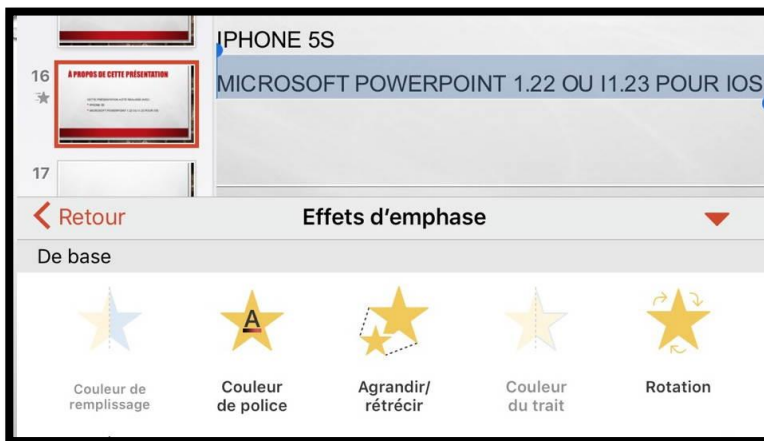 IPHONE 5S
MICROSOFT POWERPOINT 1.22 OU I1.23 POUR IOS
16
À PROPOS DE CETTE PRÉSENTATION
17
Retour
Effets d'emphase
De base
A
Couleur de remplissage
Couleur de police
Agrandir/ rétrécir
Couleur du trait
Rotation